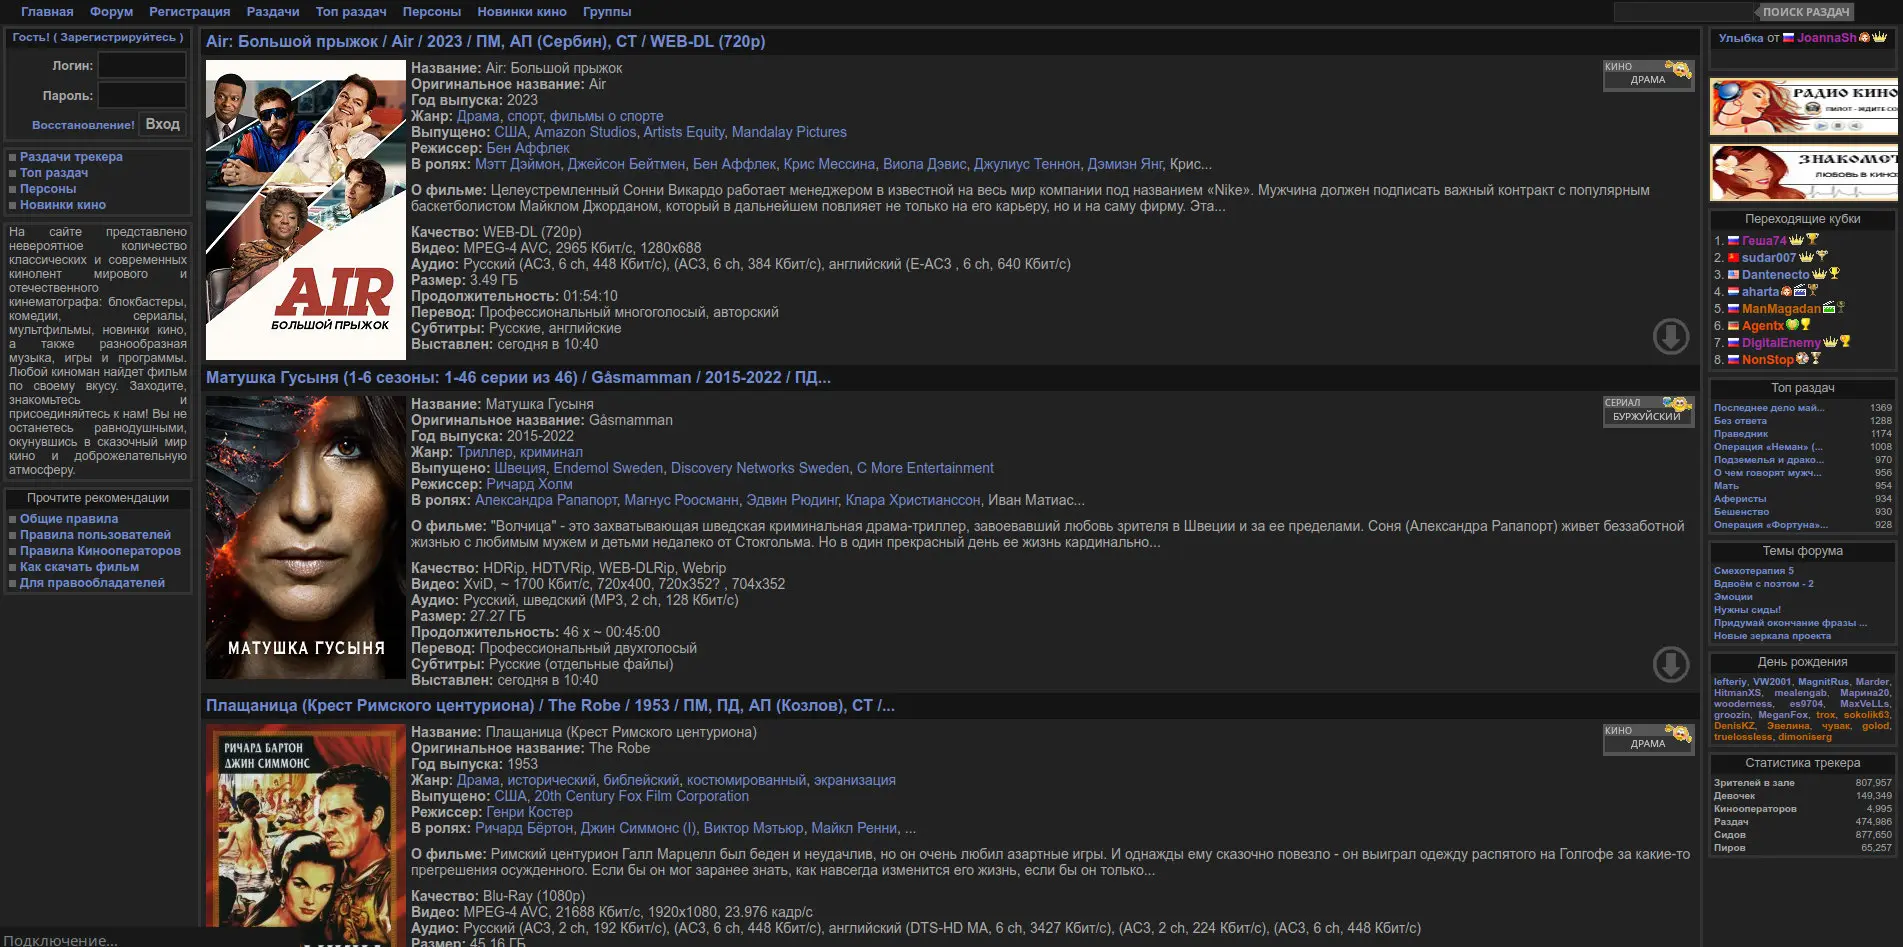 Главная Форум Регистрация Раздачи Топ раздач Персоны Новинки кино Группы
ПОИСК РАЗДАЧ
Гость! ( Зарегистрируйтесь )
Логин:
Пароль:
Восстановление! Вход
Раздачи трекера
Топ раздач
Персоны
Новинки кино
На сайте представлено
невероятное количество
классических и современных
кинолент мирового и
отечественного
кинематографа: блокбастеры,
комедии, сериалы,
мультфильмы, новинки кино,
а также разнообразная
музыка, игры и программы.
Любой киноман найдет фильм
по своему вкусу. Заходите,
знакомьтесь и
присоединяйтесь к нам! Вы не
останетесь равнодушными,
окунувшись в сказочный мир
кино и доброжелательную
атмосферу.
Прочтите рекомендации
Общие правила
Правила пользователей
Правила Кинооператоров
Как скачать фильм
Для правообладателей
Air: Большой прыжок / Air / 2023 / ПМ, АП (Сербин), СТ / WEB-DL (720p)
AIR
БОЛЬШОЙ ПРЫЖОК
КИНО
ДРАМА
Название: Air: Большой прыжок
Оригинальное название: Air
Год выпуска: 2023
Жанр: Драма, спорт, фильмы о спорте
Выпущено: США, Amazon Studios, Artists Equity, Mandalay Pictures
Режиссер: Бен Аффлек
В ролях: Мэтт Дэймон, Джейсон Бейтмен, Бен Аффлек, Крис Мессина, Виола Дэвис, Джулиус Теннон, Дэмиэн Янг, Крис...
О фильме: Целеустремленный Сонни Викардо работает менеджером в известной на весь мир компании под названием «Nike». Мужчина должен подписать важный контракт с популярным
баскетболистом Майклом Джорданом, который в дальнейшем повлияет не только на его карьеру, но и на саму фирму. Эта...
Качество: WEB-DL (720p)
Видео: MPEG-4 AVC, 2965 Кбит/с, 1280x688
Аудио: Русский (AC3, 6 ch, 448 Кбит/с), (AC3, 6 ch, 384 Кбит/с), английский (E-AC3 , 6 ch, 640 Кбит/с)
Размер: 3.49 ГБ
Продолжительность: 01:54:10
Перевод: Профессиональный многоголосый, авторский
Субтитры: Русские, английские
Выставлен: сегодня в 10:40
Матушка Гусыня (1-6 сезоны: 1-46 серии из 46) / Gåsmamman / 2015-2022 / ПД...
МАТУШКА ГУСЫНЯ
СЕРИАЛ
БУРЖУЙСКИЙ
Название: Матушка Гусыня
Оригинальное название: Gåsmamman
Год выпуска: 2015-2022
Жанр: Триллер, криминал
Выпущено: Швеция, Endemol Sweden, Discovery Networks Sweden, C More Entertainment
Режиссер: Ричард Холм
В ролях: Александра Рапапорт, Магнус Роосманн, Эдвин Рюдинг, Клара Христианссон, Иван Матиас...
О фильме: "Волчица" - это захватывающая шведская криминальная драма-триллер, завоевавший любовь зрителя в Швеции и за ее пределами. Соня (Александра Рапапорт) живет беззаботной
жизнью с любимым мужем и детьми недалеко от Стокгольма. Но в один прекрасный день ее жизнь кардинально...
Качество: HDRip, HDTVRip, WEB-DLRip, Webrip
Видео: XviD, ~ 1700 Кбит/с, 720x400, 720x352? , 704x352
Аудио: Русский, шведский (MP3, 2 ch, 128 Кбит/с)
Размер: 27.27 ГБ
Продолжительность: 46 x ~ 00:45:00
Перевод: Профессиональный двухголосый
Субтитры: Русские (отдельные файлы)
Выставлен: сегодня в 10:40
Плащаница (Крест Римского центуриона) / The Robe / 1953 / ПМ, ПД, АП (Козлов), СТ /...
РИЧАРД БАРТОН
ДЖИН СИММОНС
КИНО
ДРАМА
Название: Плащаница (Крест Римского центуриона)
Оригинальное название: The Robe
Год выпуска: 1953
Жанр: Драма, исторический, библейский, костюмированный, экранизация
Выпущено: США, 20th Century Fox Film Corporation
Режиссер: Генри Костер
В ролях: Ричард Бёртон, Джин Симмонс (I), Виктор Мэтьюр, Майкл Ренни, ...
О фильме: Римский центурион Галл Марцелл был беден и неудачлив, но он очень любил азартные игры. И однажды ему сказочно повезло - он выиграл одежду распятого на Голгофе за какие-то
прегрешения осужденного. Если бы он мог заранее знать, как навсегда изменится его жизнь, если бы он только...
Качество: Blu-Ray (1080p)
Видео: MPEG-4 AVC, 21688 Кбит/с, 1920x1080, 23.976 кадр/с
Аудио: Русский (AC3, 2 ch, 192 Кбит/с), (AC3, 6 ch, 448 Кбит/с), английский (DTS-HD MA, 6 ch, 3427 Кбит/с), (AC3, 2 ch, 224 Кбит/с), (AC3, 6 ch, 448 Кбит/с)
Размер: 45.16 ГБ
Подключение...
Улыбка от JoannaSh
РАДИО КИНО
ПИЛОТ - ЖДИТЕ СО
ЗНАКОМСТ
ЛЮБОВЬ В КИНО
Переходящие кубки
1. Геша74
2. sudar007
3. Dantenecto
4. aharta
5. ManMagadan
6. Agentx
7. DigitalEnemy
8. NonStop
Топ раздач
Последнее дело май... 1369
Без ответа 1288
Праведник 1174
Операция «Неман» (... 1008
Подземелья и драко... 970
О чем говорят мужч... 956
Мать 954
Аферисты 934
Бешенство 930
Операция «Фортуна»... 928
Темы форума
Смехотерапия 5
Вдвоём с поэтом - 2
Эмоции
Нужны сиды!
Придумай окончание фразы ...
Новые зеркала проекта
День рождения
lefteriy, VW2001, MagnitRus, Marder,
HitmanXS, mealengab, Марина20,
wooderness, es9704, MaxVeLLs,
groozin, MeganFox, trox, sokolik63,
DenisKZ, Эвелина, чувак, golod,
truelossless, dimoniserg
Статистика трекера
Зрителей в зале 807,957
Девочек 149,349
Кинооператоров 4,995
Раздач 474,986
Сидов 877,650
Пиров 65,257